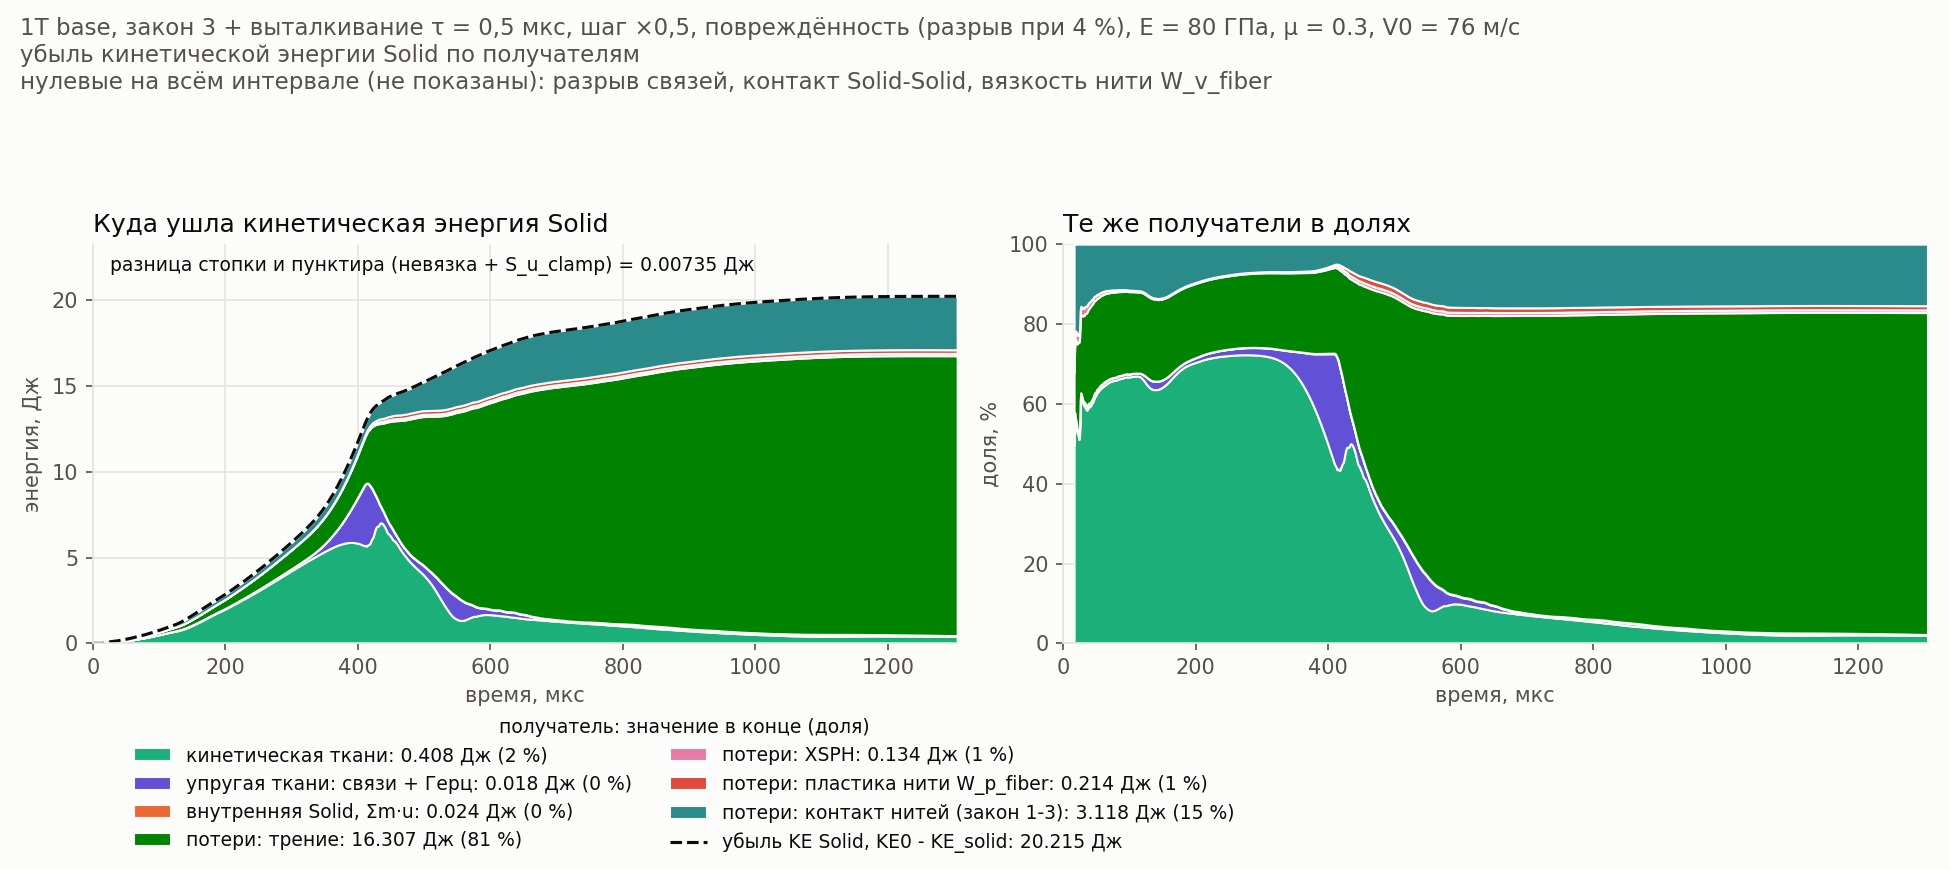 1T base, закон 3 + выталкивание τ = 0,5 мкс, шаг ×0,5, повреждённость (разрыв при 4 %), E = 80 ГПа, μ = 0.3, V0 = 76 м/с
убыль кинетической энергии Solid по получателям
нулевые на всём интервале (не показаны): разрыв связей, контакт Solid-Solid, вязкость нити W_v_fiber
Куда ушла кинетическая энергия Solid
разница стопки и пунктира (невязка + S_u_clamp) = 0.00735 Дж
энергия, Дж
20
15
10
5
0
0 200 400 600 800 1000 1200
время, мкс
Те же получатели в долях
доля, %
100
80
60
40
20
0
0 200 400 600 800 1000 1200
время, мкс
получатель: значение в конце (доля)
кинетическая ткани: 0.408 Дж (2 %)
упругая ткани: связи + Герц: 0.018 Дж (0 %)
внутренняя Solid, Σm·u: 0.024 Дж (0 %)
потери: трение: 16.307 Дж (81 %)
потери: XSPH: 0.134 Дж (1 %)
потери: пластика нити W_p_fiber: 0.214 Дж (1 %)
потери: контакт нитей (закон 1-3): 3.118 Дж (15 %)
убыль KE Solid, KE0 - KE_solid: 20.215 Дж